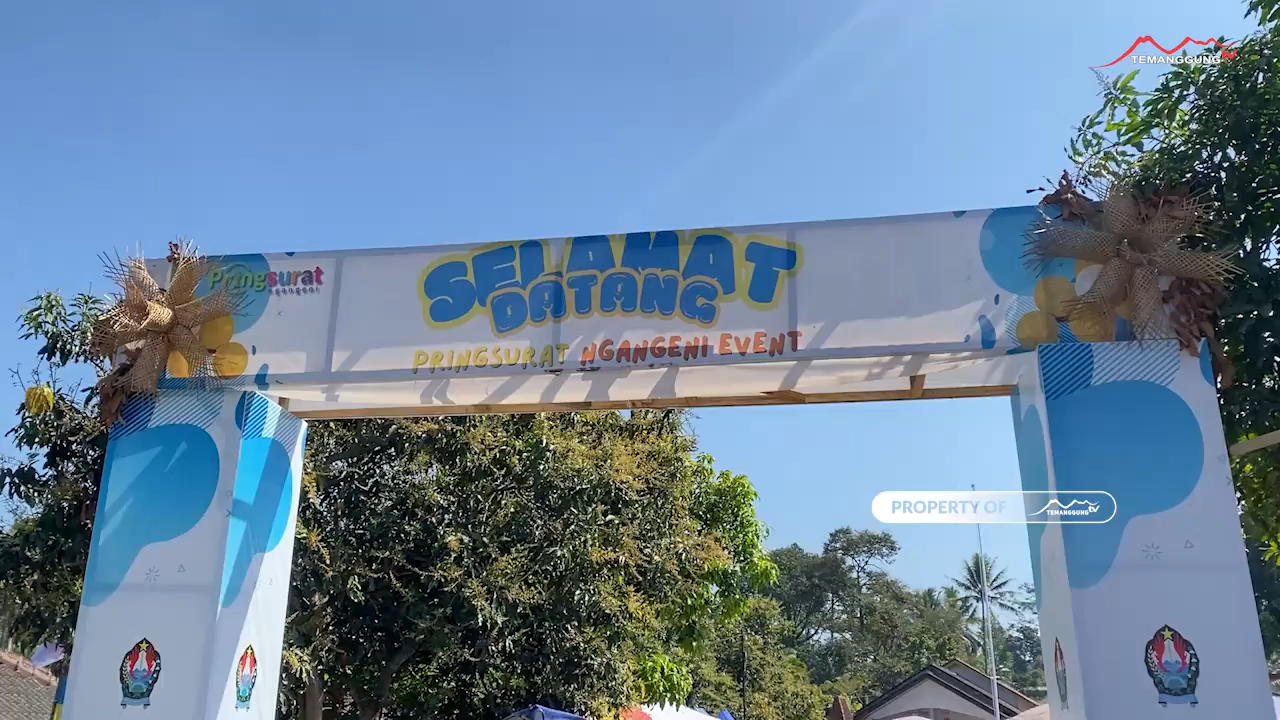 TEMANGGUNG TV
Pringsurat
ngangeni
SELAMAT
DATANG
PRINGSURAT NGANGENI EVENT
PROPERTY OF TEMANGGUNG TV